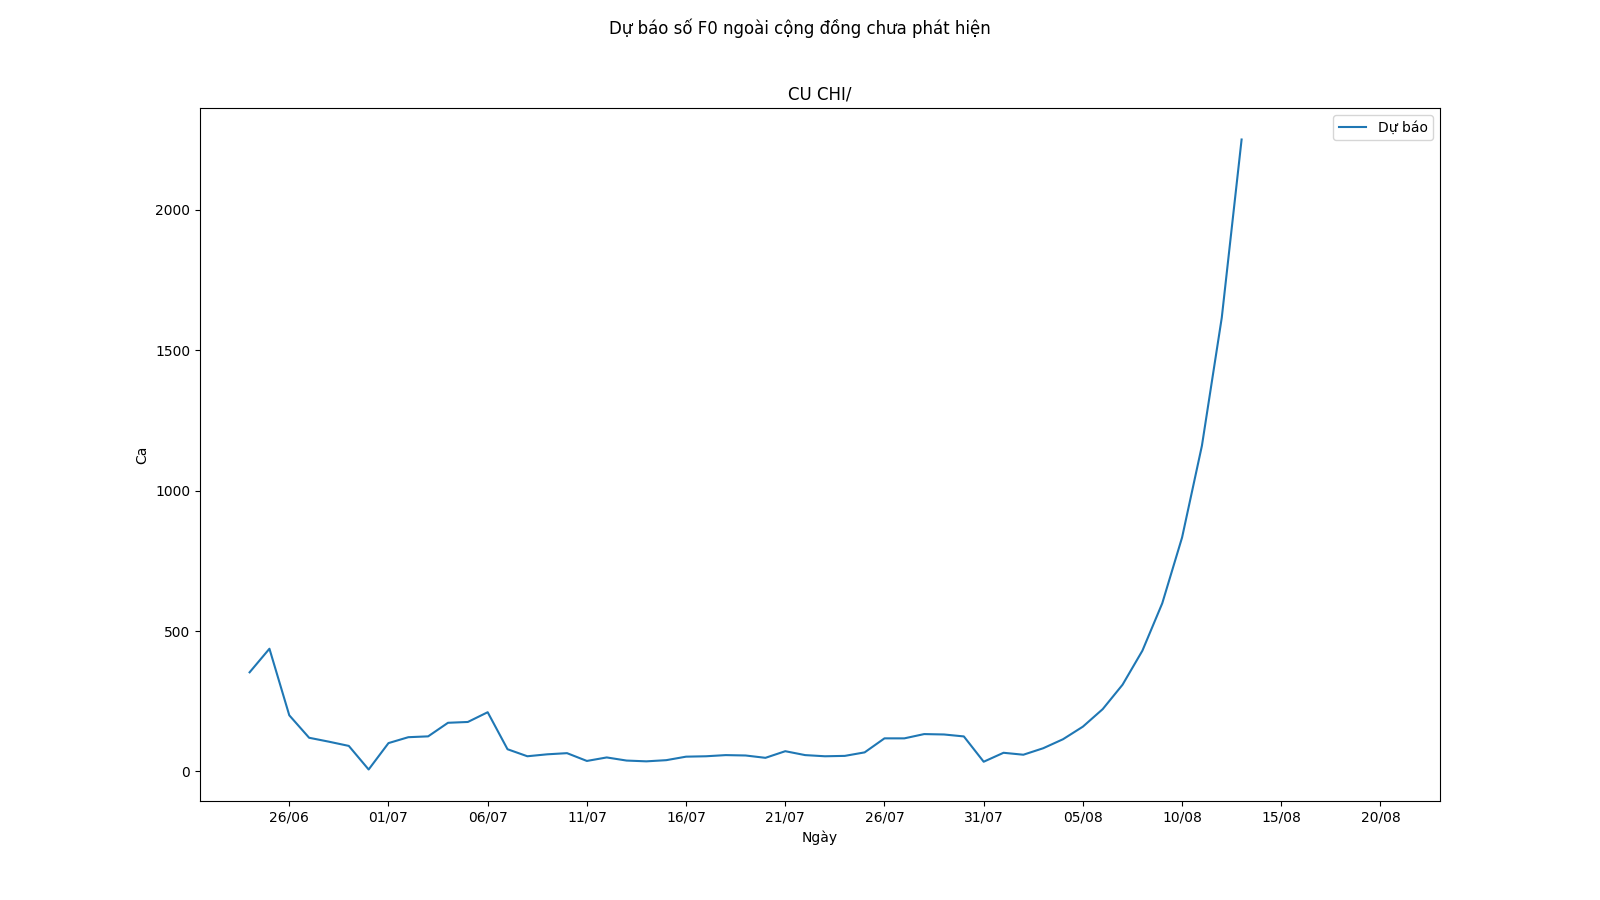 Dự báo số F0 ngoài cộng đồng chưa phát hiện
CU CHI/
Dự báo
2000
1500
1000
500
0
Ca
26/06 01/07 06/07 11/07 16/07 21/07 26/07 31/07 05/08 10/08 15/08 20/08
Ngày